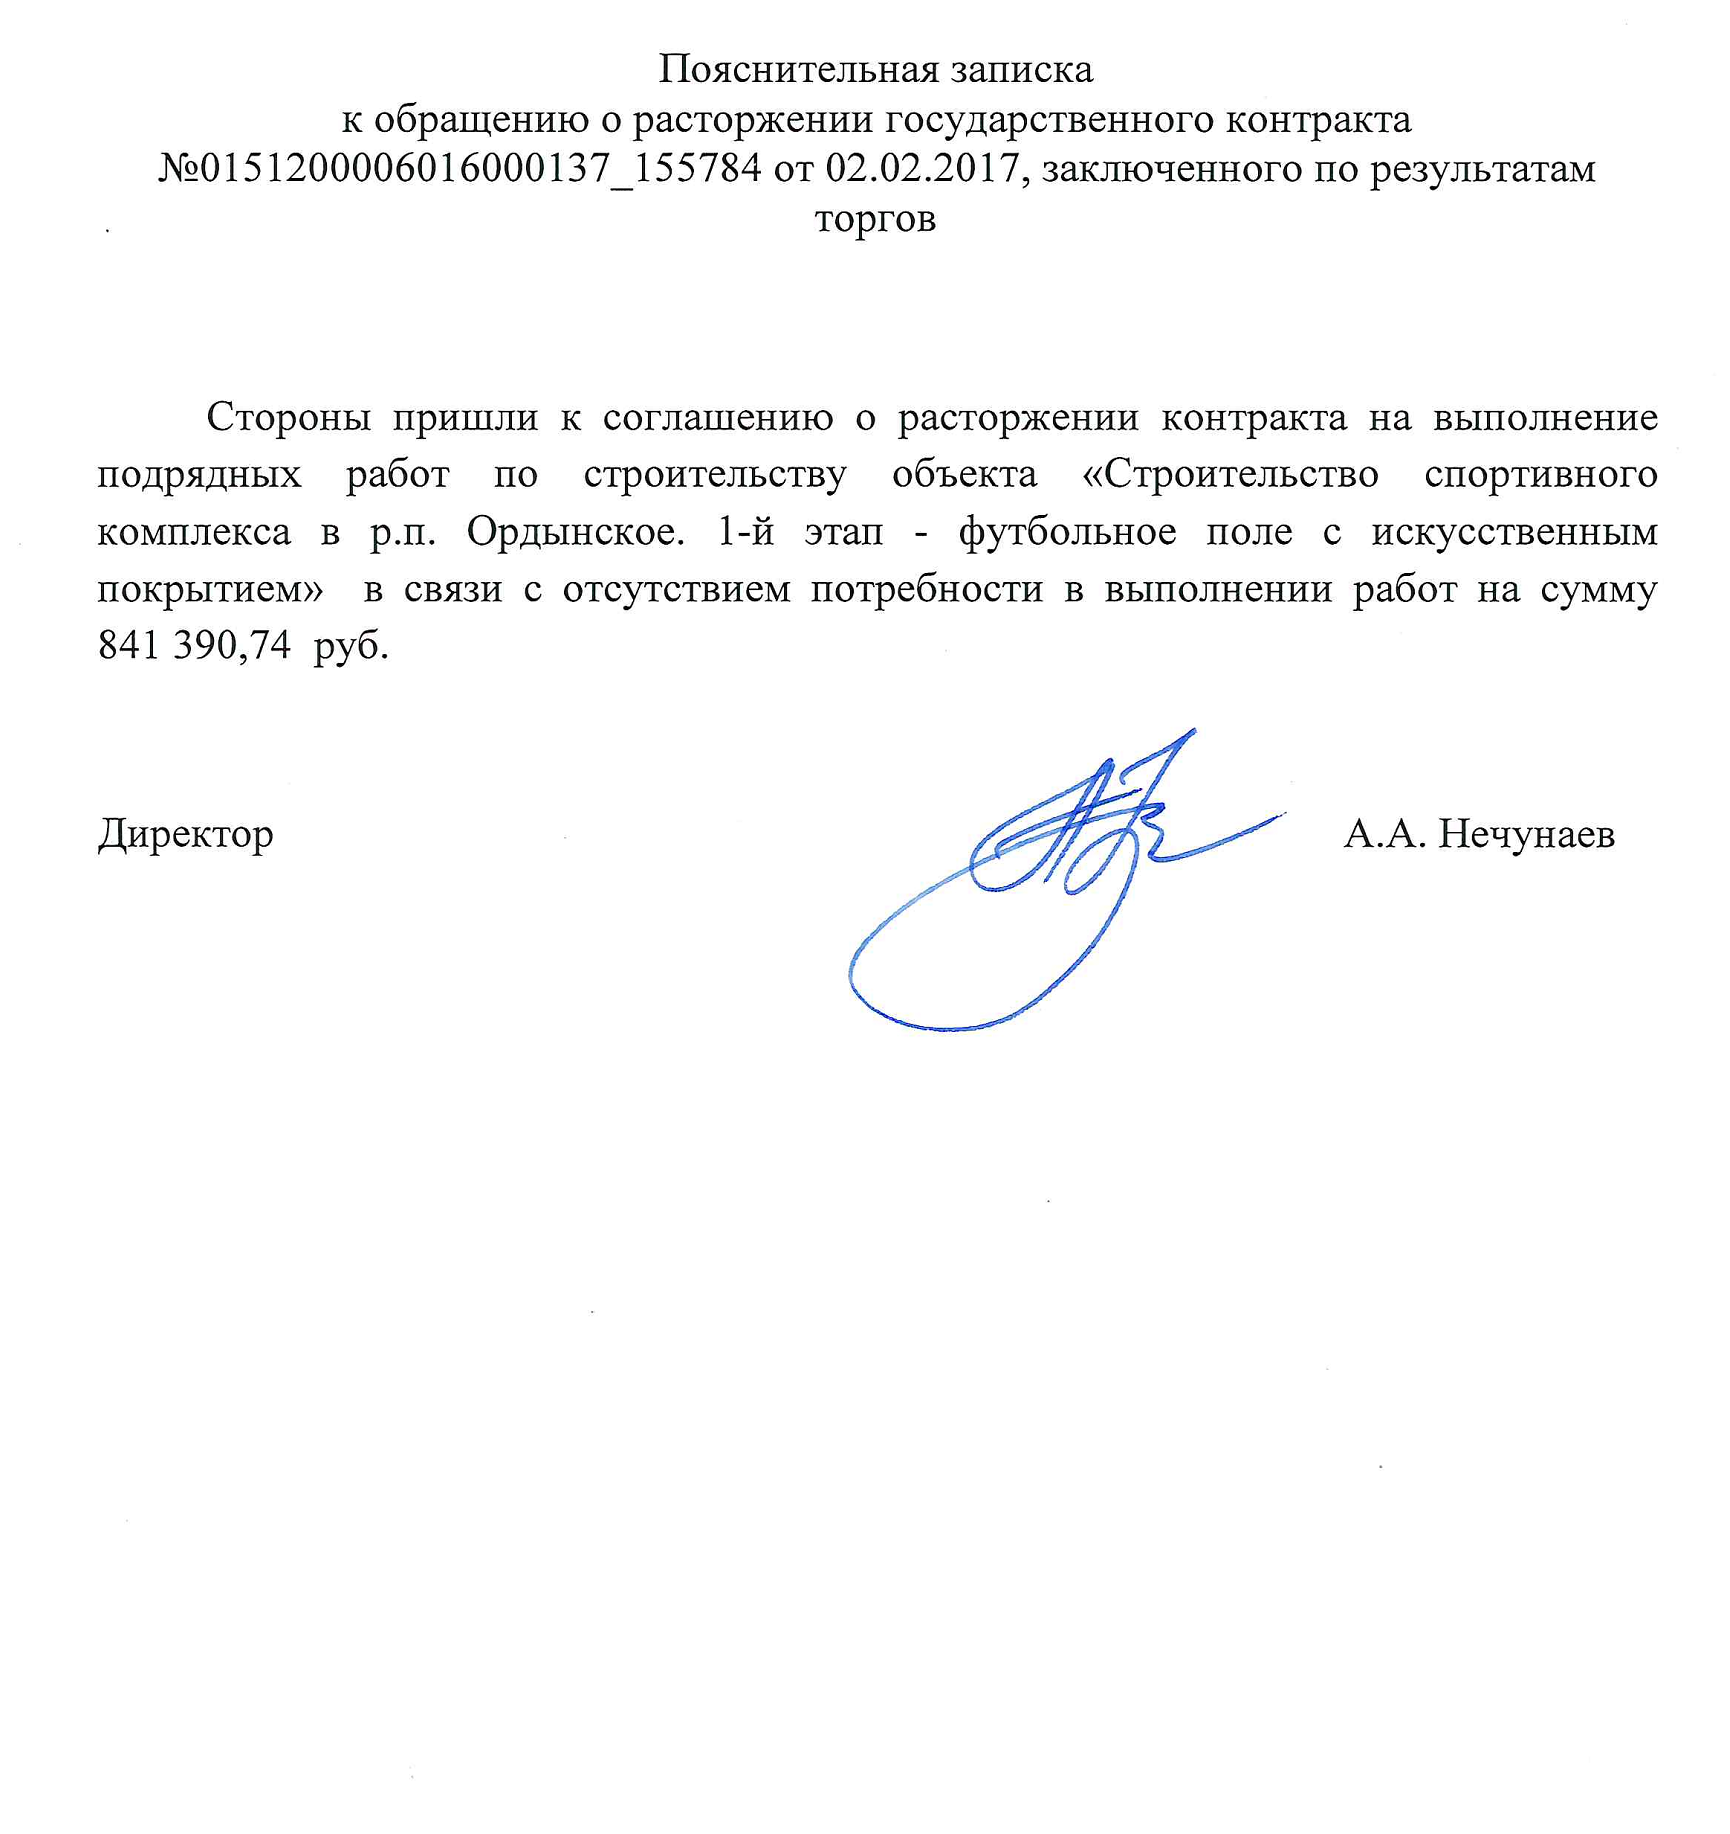 Пояснительная записка
к обращению о расторжении государственного контракта
№0151200006016000137_155784 от 02.02.2017, заключенного по результатам
торгов
Стороны пришли к соглашению о расторжении контракта на выполнение
подрядных работ по строительству объекта «Строительство спортивного
комплекса в р.п. Ордынское. 1-й этап - футбольное поле с искусственным
покрытием» в связи с отсутствием потребности в выполнении работ на сумму
841 390,74 руб.
Директор А.А. Нечунаев